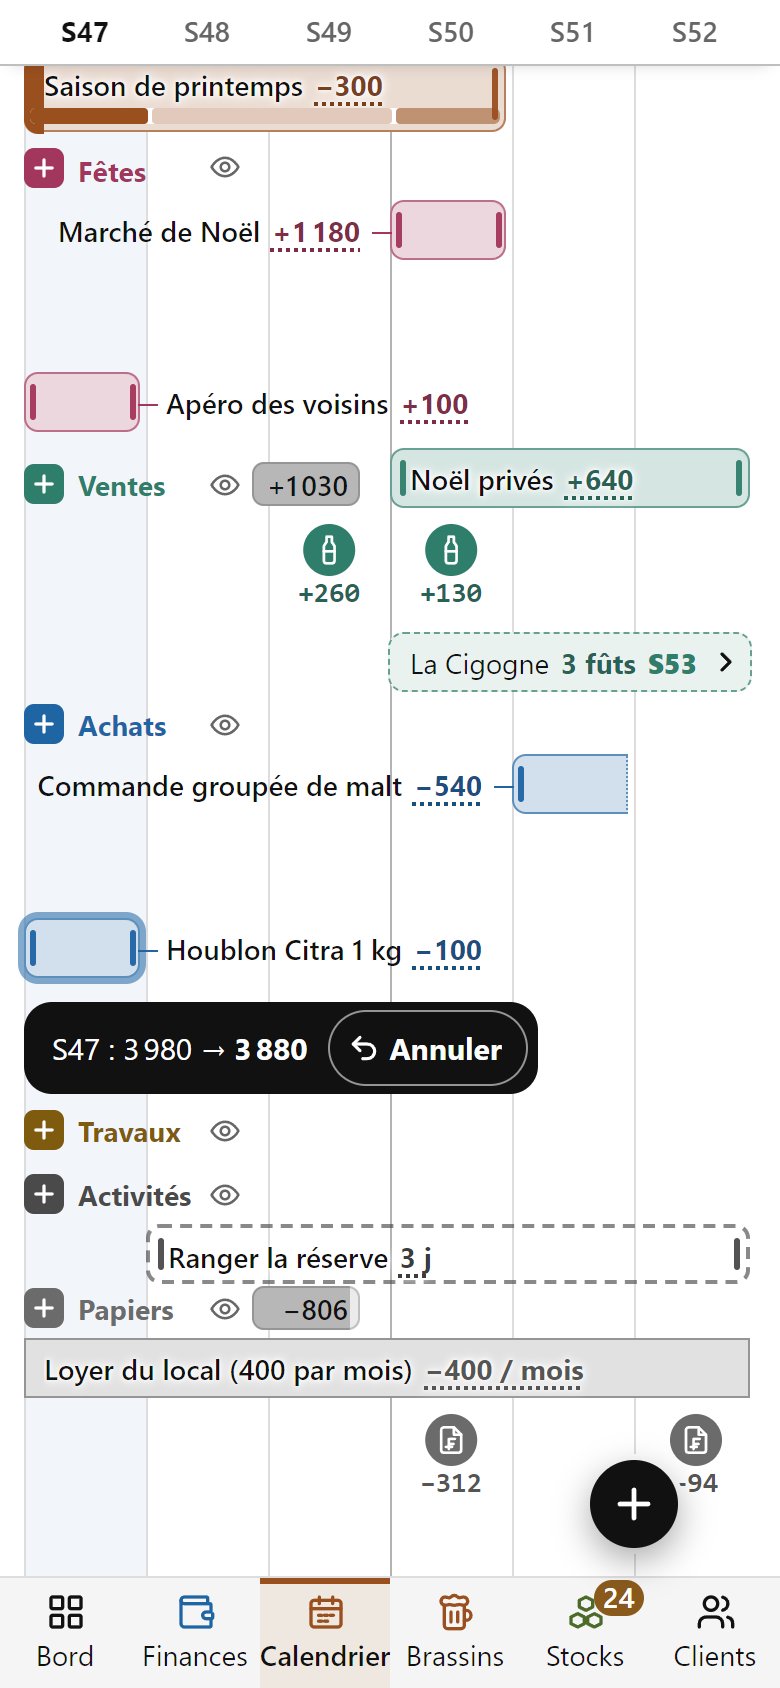 S47 S48 S49 S50 S51 S52
Saison de printemps −300
Fêtes
Marché de Noël +1 180
Apéro des voisins +100
Ventes +1 030 Noël privés +640
+260 +130
La Cigogne 3 fûts S53
Achats
Commande groupée de malt −540
Houblon Citra 1 kg −100
S47 : 3 980 → 3 880 Annuler
Travaux
Activités
Ranger la réserve 3 j
Papiers −806
Loyer du local (400 par mois) −400 / mois
−312 -94
24
Bord Finances Calendrier Brassins Stocks Clients